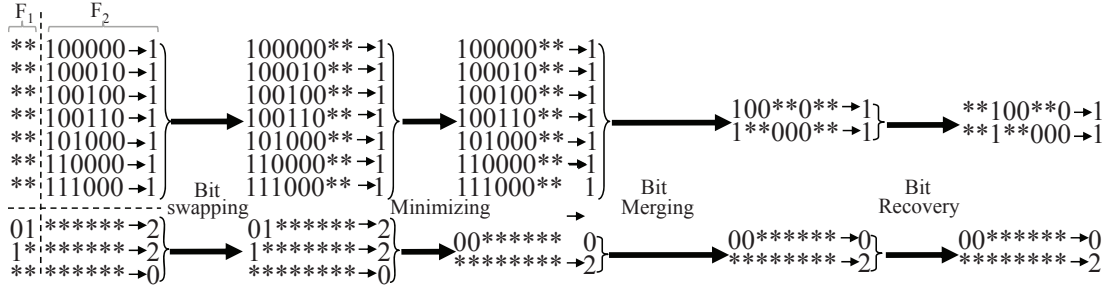 F₁ F₂
** 100000→1 100000**→1 100000**→1
** 100010→1 100010**→1 100010**→1
** 100100→1 100100**→1 100100**→1
** 100110→1 100110**→1 100110**→1 100**0**→1 **100**0→1
** 101000→1 101000**→1 101000**→1 1**000**→1 **1**000→1
** 110000→1 110000**→1 110000**→1
** 111000→1 111000**→1 111000** 1
Bit swapping Minimizing Bit Merging Bit Recovery
01 ******→2 01******→2 →
1* ******→2 1*******→2 00****** 0 00******→0 00******→0
** ******→0 ********→0 ******** 2 ********→2 ********→2